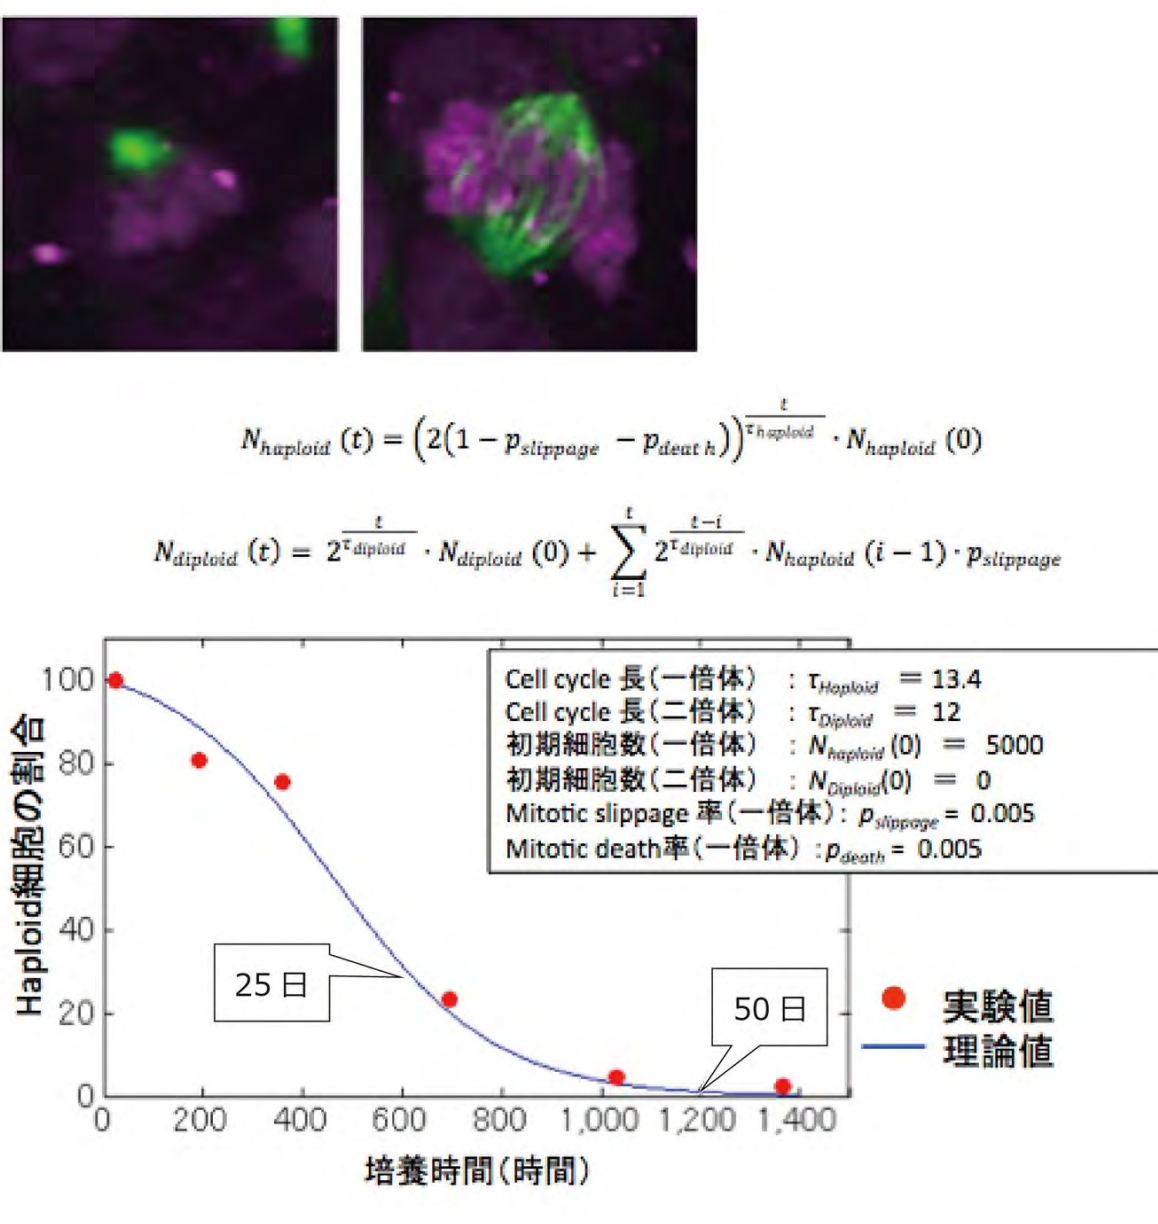 N_haploid (t) = (2(1 − p_slippage − p_death))^(t/τ_haploid) · N_haploid (0)
N_diploid (t) = 2^(t/τ_diploid) · N_diploid (0) + ∑_{i=1}^{t} 2^((t−i)/τ_diploid) · N_haploid (i − 1) · p_slippage
Cell cycle 長(一倍体) : τ_Haploid = 13.4
Cell cycle 長(二倍体) : τ_Diploid = 12
初期細胞数(一倍体) : N_haploid (0) = 5000
初期細胞数(二倍体) : N_Diploid(0) = 0
Mitotic slippage 率(一倍体): p_slippage = 0.005
Mitotic death率(一倍体) :p_death = 0.005
Haploid細胞の割合
100
80
60
40
20
0
25 日
50 日
実験値
理論値
0 200 400 600 800 1,000 1,200 1,400
培養時間(時間)